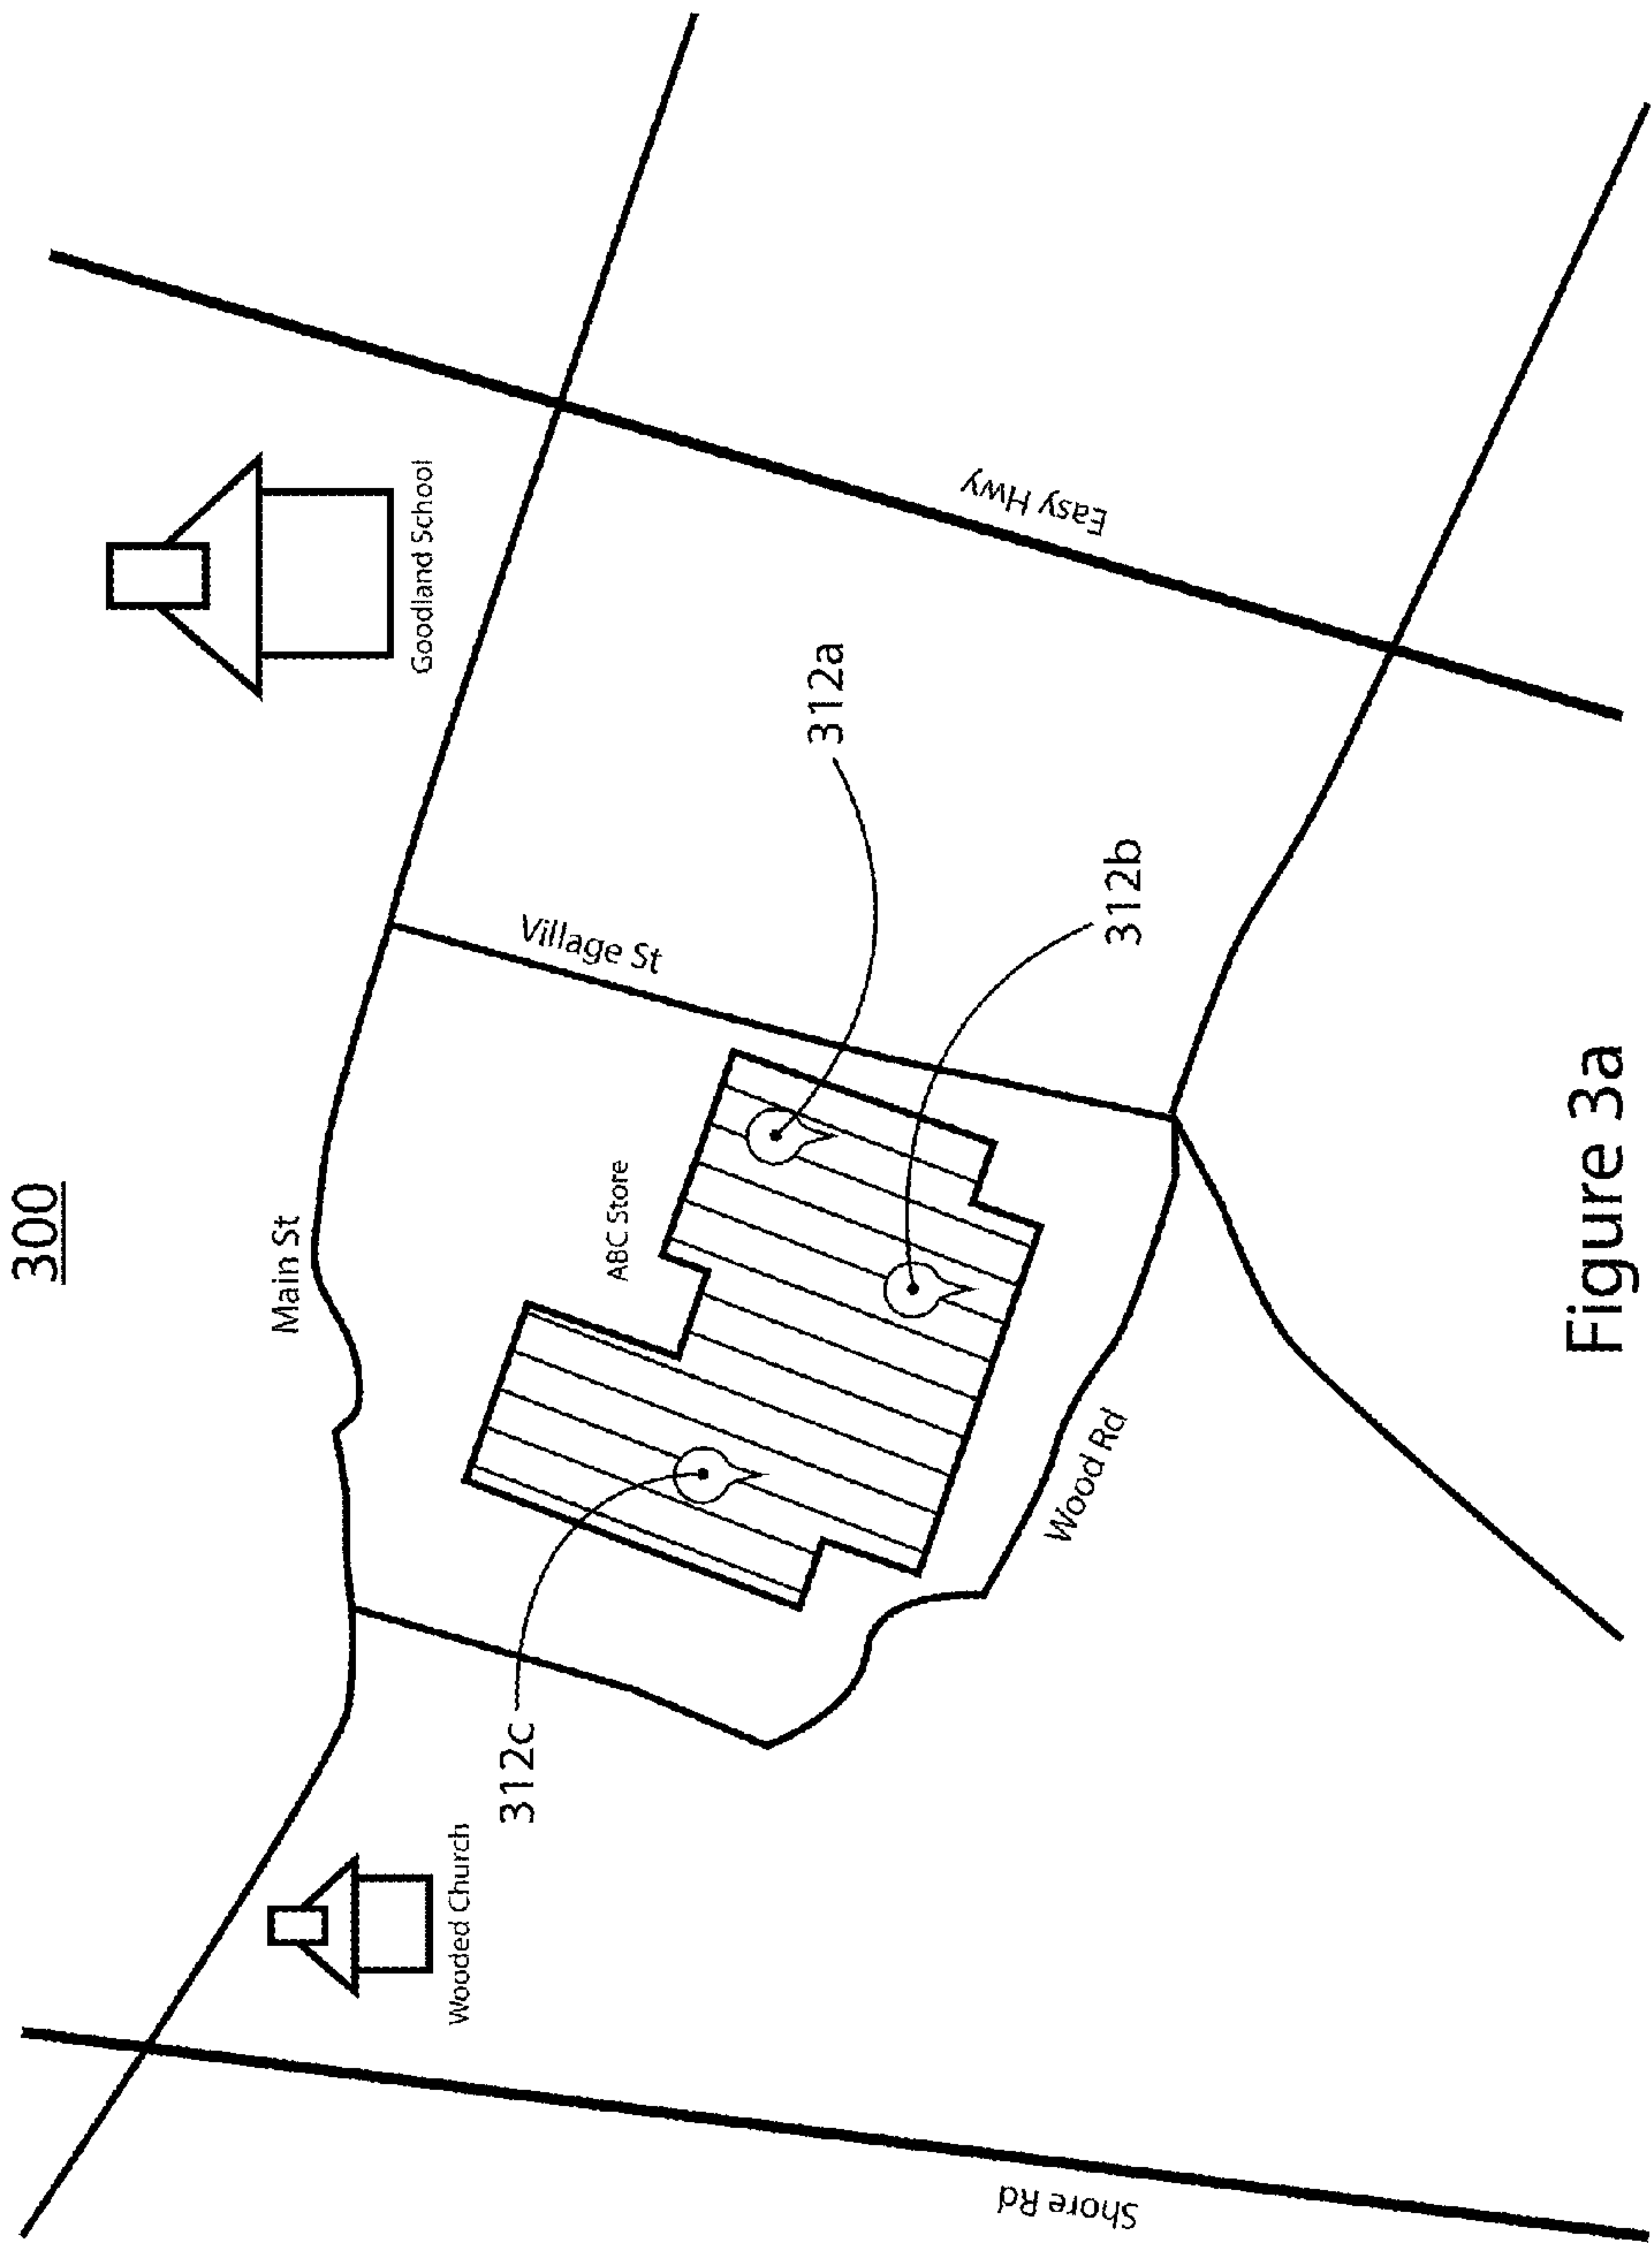 300
Goodland School
Main St
Wooded Church
Village St
ABC Store
312c
312a
Easy Hwy
312b
Wood Rd
Shore Rd
Figure 3a